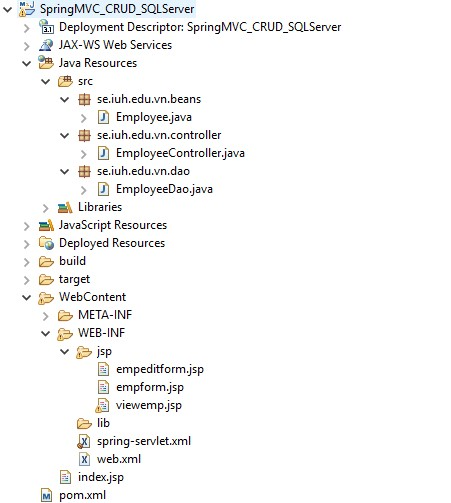 SpringMVC_CRUD_SQLServer
3.1 Deployment Descriptor: SpringMVC_CRUD_SQLServer
JAX-WS Web Services
Java Resources
src
se.iuh.edu.vn.beans
Employee.java
se.iuh.edu.vn.controller
EmployeeController.java
se.iuh.edu.vn.dao
EmployeeDao.java
Libraries
JavaScript Resources
Deployed Resources
build
target
WebContent
META-INF
WEB-INF
jsp
empeditform.jsp
empform.jsp
viewemp.jsp
lib
spring-servlet.xml
web.xml
index.jsp
pom.xml